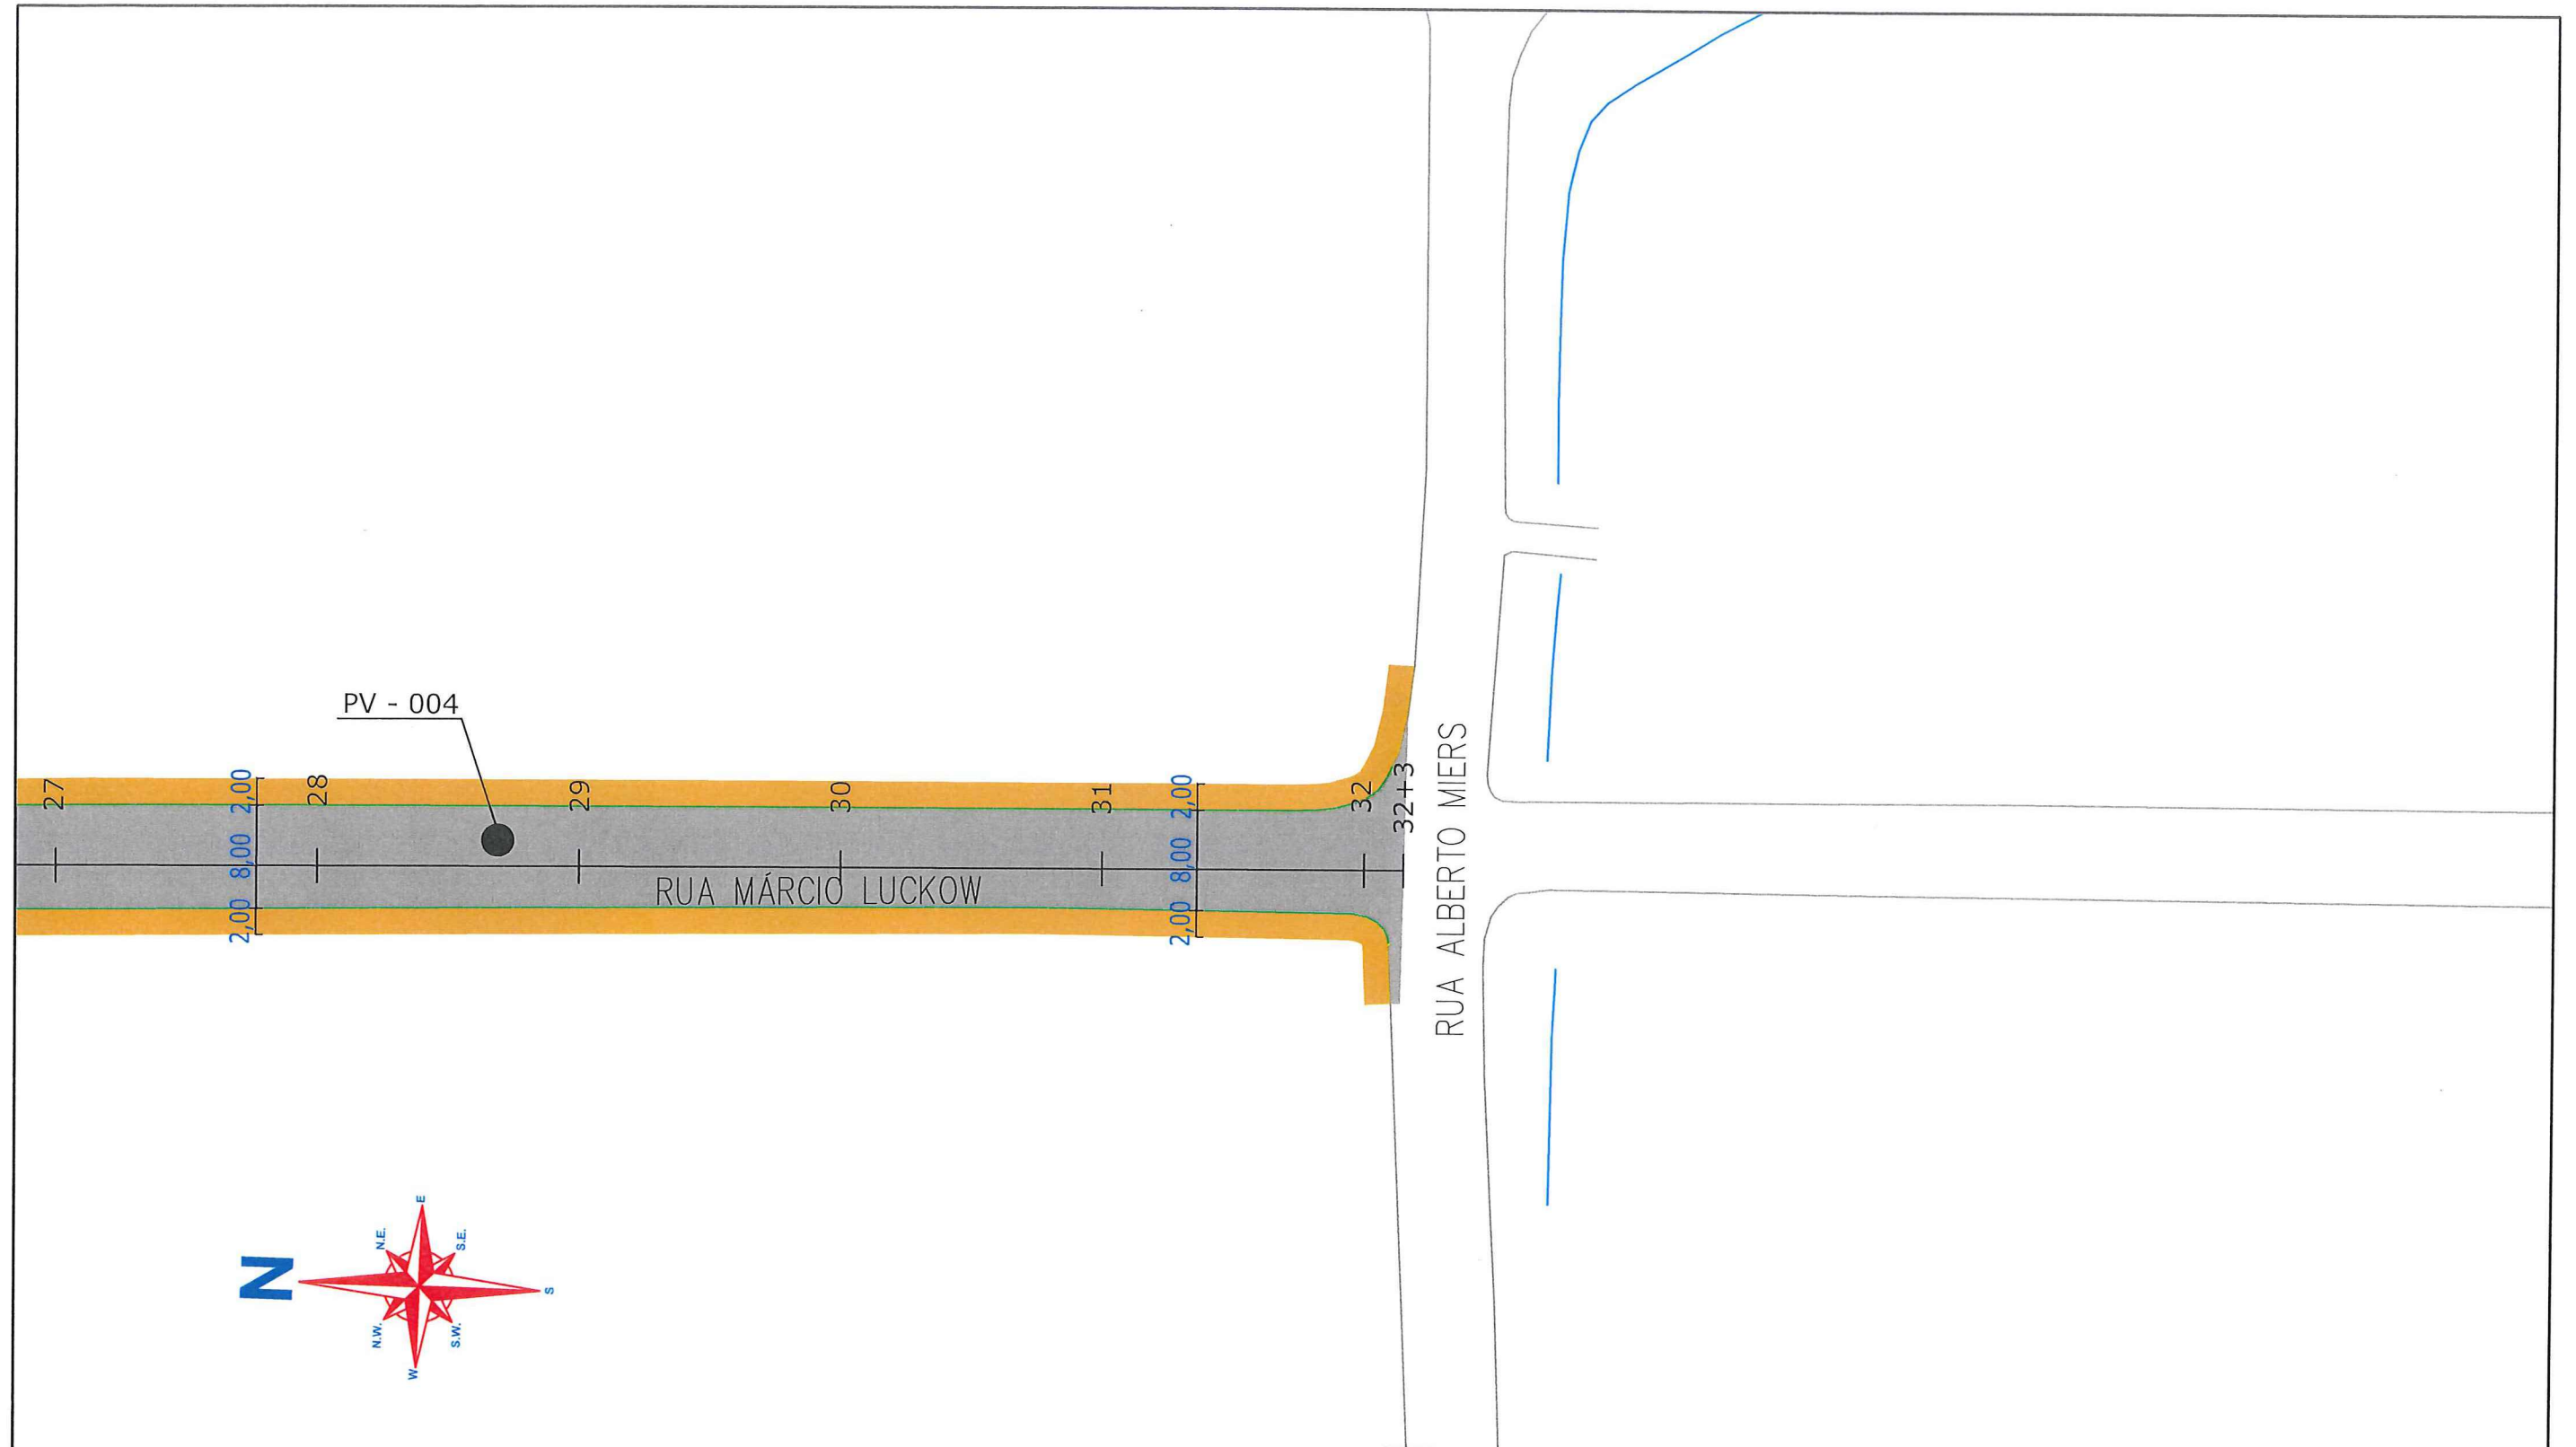 PV - 004
27
2,00
8,00
2,00
28
29
30
31
2,00
8,00
2,00
32
32+3
RUA MÁRCIO LUCKOW
RUA ALBERTO MIERS
N
N.E.
E
S.E.
S
S.W.
W
N.W.